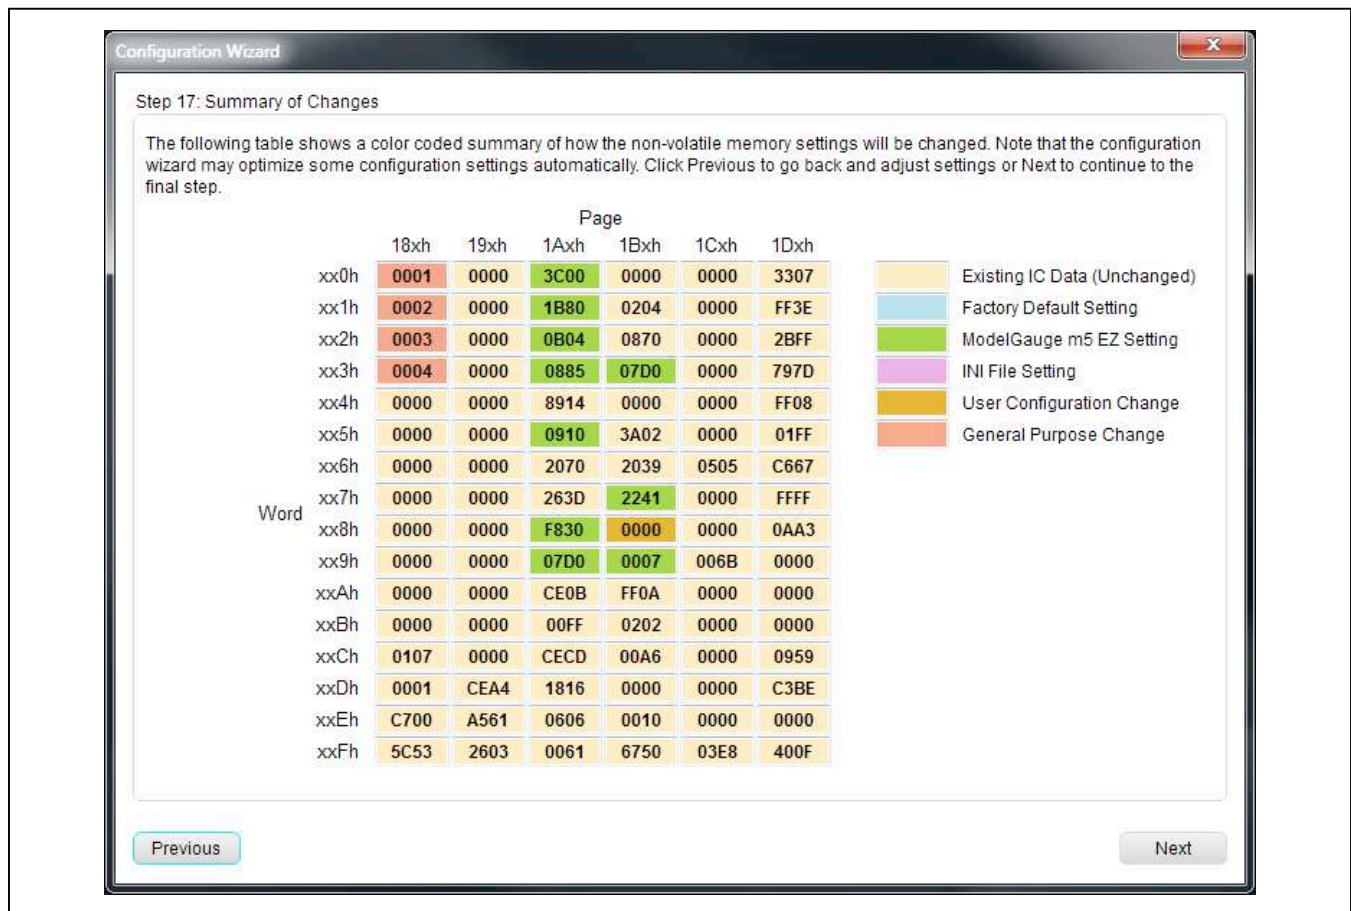 Configuration Wizard
x
Step 17: Summary of Changes
The following table shows a color coded summary of how the non-volatile memory settings will be changed. Note that the configuration
wizard may optimize some configuration settings automatically. Click Previous to go back and adjust settings or Next to continue to the
final step.
Page
18xh 19xh 1Axh 1Bxh 1Cxh 1Dxh
xx0h 0001 0000 3C00 0000 0000 3307 Existing IC Data (Unchanged)
xx1h 0002 0000 1B80 0204 0000 FF3E Factory Default Setting
xx2h 0003 0000 0B04 0870 0000 2BFF ModelGauge m5 EZ Setting
xx3h 0004 0000 0885 07D0 0000 797D INI File Setting
xx4h 0000 0000 8914 0000 0000 FF08 User Configuration Change
xx5h 0000 0000 0910 3A02 0000 01FF General Purpose Change
xx6h 0000 0000 2070 2039 0505 C667
xx7h 0000 0000 263D 2241 0000 FFFF
Word
xx8h 0000 0000 F830 0000 0000 0AA3
xx9h 0000 0000 07D0 0007 006B 0000
xxAh 0000 0000 CE0B FF0A 0000 0000
xxBh 0000 0000 00FF 0202 0000 0000
xxCh 0107 0000 CECD 00A6 0000 0959
xxDh 0001 CEA4 1816 0000 0000 C3BE
xxEh C700 A561 0606 0010 0000 0000
xxFh 5C53 2603 0061 6750 03E8 400F
Previous Next